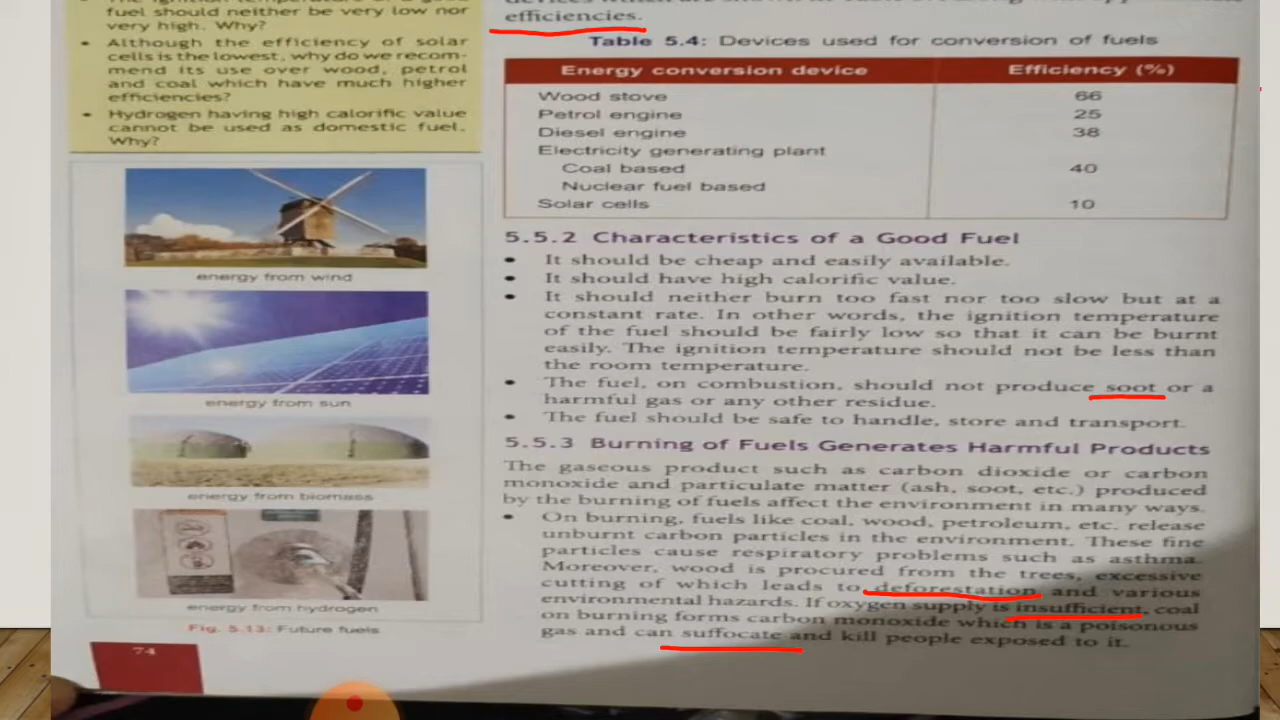 fuel should neither be very low nor
very high. Why?
• Although the efficiency of solar
cells is the lowest, why do we recom-
mend its use over wood, petrol
and coal which have much higher
efficiencies?
• Hydrogen having high calorific value
cannot be used as domestic fuel.
Why?
energy from wind
energy from sun
energy from biomass
energy from hydrogen
Fig. 5.13: Future fuels
74
efficiencies.
Table 5.4: Devices used for conversion of fuels
Energy conversion device Efficiency (%)
Wood stove 66
Petrol engine 25
Diesel engine 38
Electricity generating plant
Coal based 40
Nuclear fuel based
Solar cells 10
5.5.2 Characteristics of a Good Fuel
• It should be cheap and easily available.
• It should have high calorific value.
• It should neither burn too fast nor too slow but at a
constant rate. In other words, the ignition temperature
of the fuel should be fairly low so that it can be burnt
easily. The ignition temperature should not be less than
the room temperature.
• The fuel, on combustion, should not produce soot or a
harmful gas or any other residue.
• The fuel should be safe to handle, store and transport.
5.5.3 Burning of Fuels Generates Harmful Products
The gaseous product such as carbon dioxide or carbon
monoxide and particulate matter (ash, soot, etc.) produced
by the burning of fuels affect the environment in many ways.
• On burning, fuels like coal, wood, petroleum, etc. release
unburnt carbon particles in the environment. These fine
particles cause respiratory problems such as asthma.
Moreover, wood is procured from the trees, excessive
cutting of which leads to deforestation and various
environmental hazards. If oxygen supply is insufficient, coal
on burning forms carbon monoxide which is a poisonous
gas and can suffocate and kill people exposed to it.